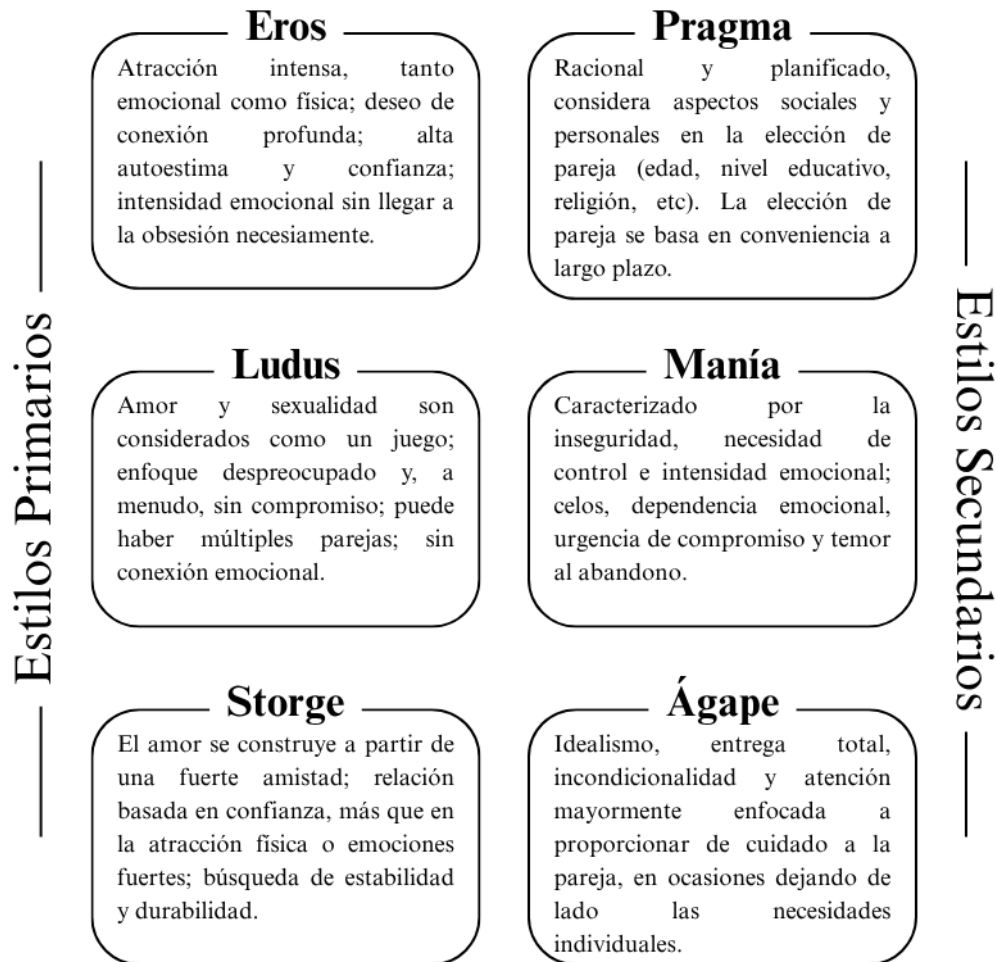 Estilos Primarios
Eros
Atracción intensa, tanto
emocional como física; deseo de
conexión profunda; alta
autoestima y confianza;
intensidad emocional sin llegar a
la obsesión necesiamente.
Ludus
Amor y sexualidad son
considerados como un juego;
enfoque despreocupado y, a
menudo, sin compromiso; puede
haber múltiples parejas; sin
conexión emocional.
Storge
El amor se construye a partir de
una fuerte amistad; relación
basada en confianza, más que en
la atracción física o emociones
fuertes; búsqueda de estabilidad
y durabilidad.
Estilos Secundarios
Pragma
Racional y planificado,
considera aspectos sociales y
personales en la elección de
pareja (edad, nivel educativo,
religión, etc). La elección de
pareja se basa en conveniencia a
largo plazo.
Manía
Caracterizado por la
inseguridad, necesidad de
control e intensidad emocional;
celos, dependencia emocional,
urgencia de compromiso y temor
al abandono.
Ágape
Idealismo, entrega total,
incondicionalidad y atención
mayormente enfocada a
proporcionar de cuidado a la
pareja, en ocasiones dejando de
lado las necesidades
individuales.